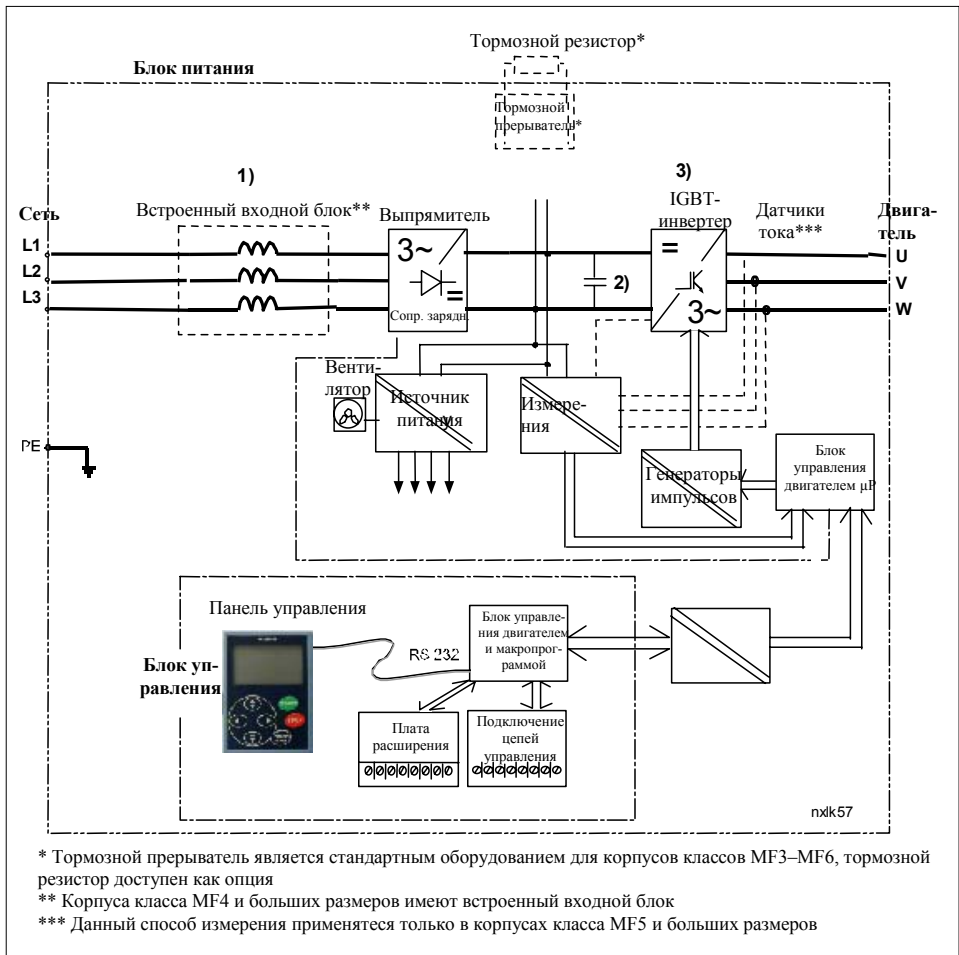 Тормозной резистор*
Блок питания
Тормозной
прерыватель*
1)
3)
Сеть
Встроенный входной блок**
Выпрямитель
IGBT-
инвертер
Датчики
тока***
Двига-
тель
L1
L2
L3
3~
=
Сопр. зарядн.
2)
=
3~
U
V
W
Венти-
лятор
Источник
питания
Измере-
ния
PE
Генераторы
импульсов
Блок
управления
двигателем µP
Панель управления
Блок уп-
равления
RS 232
Блок управле-
ния двигателем
и макропрог-
раммой
Плата
расширения
Подключение
цепей
управления
nxlk57
* Тормозной прерыватель является стандартным оборудованием для корпусов классов MF3–MF6, тормозной
резистор доступен как опция
** Корпуса класса MF4 и больших размеров имеют встроенный входной блок
*** Данный способ измерения применятеся только в корпусах класса MF5 и больших размеров